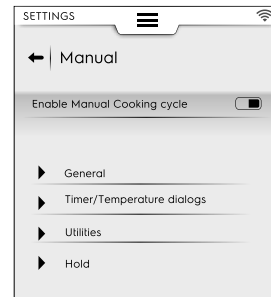 SETTINGS
Manual
Enable Manual Cooking cycle
General
Timer/Temperature dialogs
Utilities
Hold